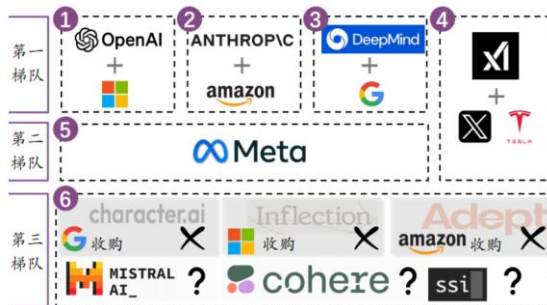 第一梯队
1
OpenAI
+
2
ANTHROP\C
+
amazon
3
DeepMind
+
G
4
xI
+
X
TESLA
第二梯队
5
Meta
第三梯队
6
character.ai
G 收购
Inflection
收购
Adept
amazon 收购
MISTRAL
AI_
?
cohere ?
ssi ?